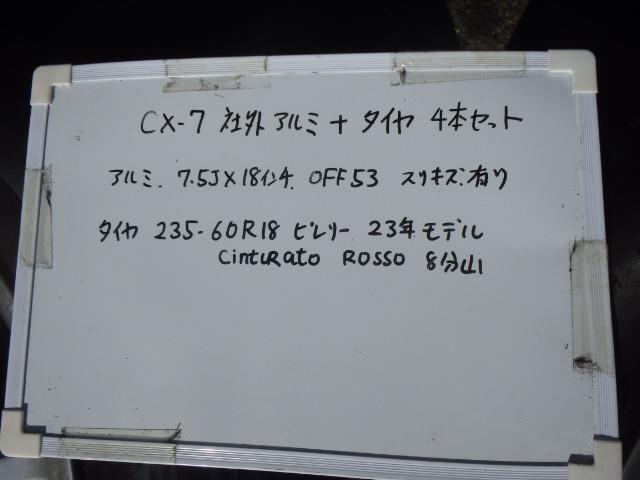 CX-7 社外アルミ+タイヤ 4本セット
アルミ. 7.5J×18インチ. OFF53 スリキズ有り
タイヤ 235-60R18 ピレリー 23年モデル
CintuRato ROSSO 8分山